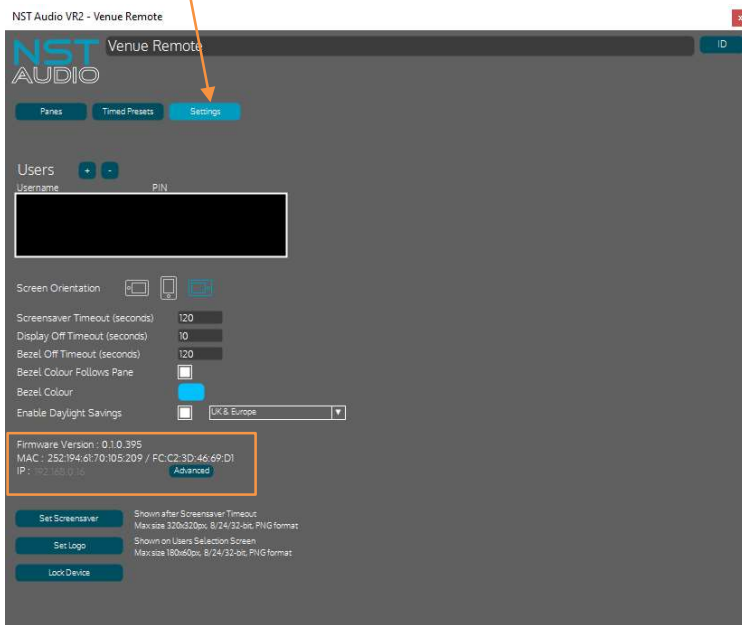 NST Audio VR2 - Venue Remote
x
NST
AUDIO
Venue Remote
ID
Panes
Timed Presets
Settings
Users + -
Username PIN
Screen Orientation
Screensaver Timeout (seconds) 120
Display Off Timeout (seconds) 10
Bezel Off Timeout (seconds) 120
Bezel Colour Follows Pane
Bezel Colour
Enable Daylight Savings UK & Europe
Firmware Version : 0.1.0.395
MAC : 252:194:61:70:105:209 / FC:C2:3D:46:69:D1
IP : 192.168.0.16 Advanced
Set Screensaver
Shown after Screensaver Timeout
Max size 320x320px, 8/24/32-bit, PNG format
Set Logo
Shown on Users Selection Screen
Max size 180x60px, 8/24/32-bit, PNG format
Lock Device